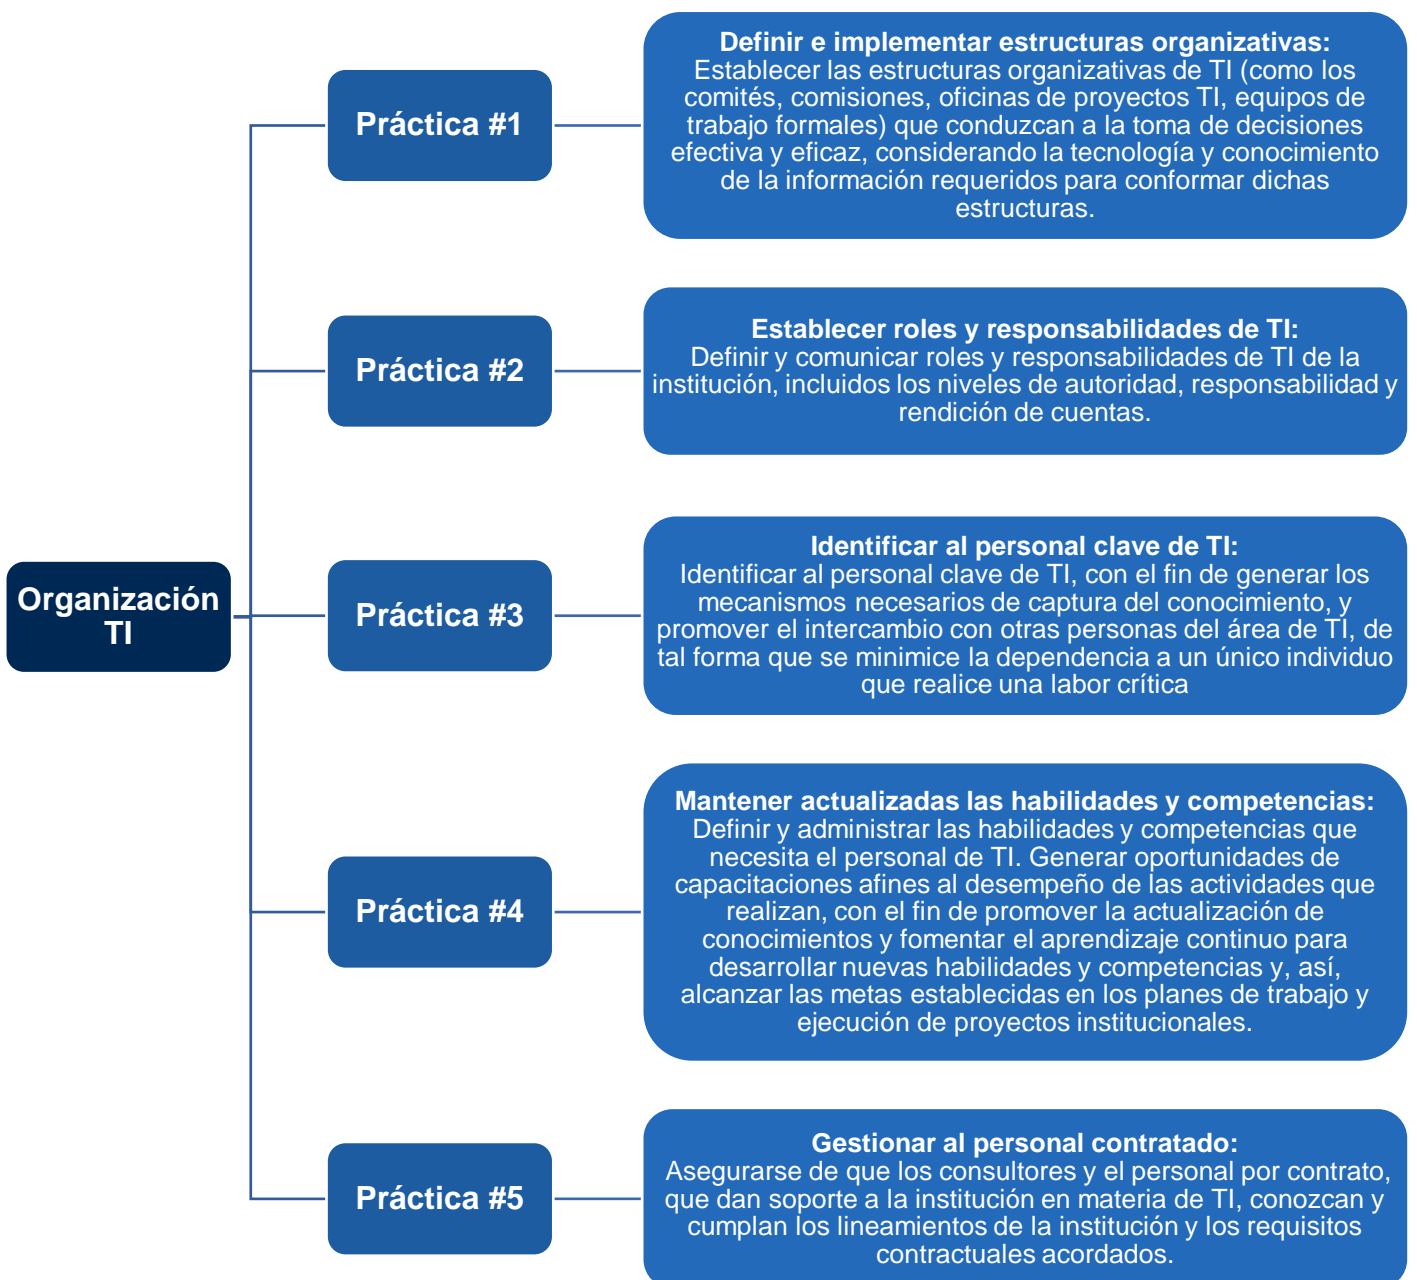 Organización
TI
Práctica #1
Definir e implementar estructuras organizativas:
Establecer las estructuras organizativas de TI (como los
comités, comisiones, oficinas de proyectos TI, equipos de
trabajo formales) que conduzcan a la toma de decisiones
efectiva y eficaz, considerando la tecnología y conocimiento
de la información requeridos para conformar dichas
estructuras.
Práctica #2
Establecer roles y responsabilidades de TI:
Definir y comunicar roles y responsabilidades de TI de la
institución, incluidos los niveles de autoridad, responsabilidad y
rendición de cuentas.
Práctica #3
Identificar al personal clave de TI:
Identificar al personal clave de TI, con el fin de generar los
mecanismos necesarios de captura del conocimiento, y
promover el intercambio con otras personas del área de TI, de
tal forma que se minimice la dependencia a un único individuo
que realice una labor crítica
Práctica #4
Mantener actualizadas las habilidades y competencias:
Definir y administrar las habilidades y competencias que
necesita el personal de TI. Generar oportunidades de
capacitaciones afines al desempeño de las actividades que
realizan, con el fin de promover la actualización de
conocimientos y fomentar el aprendizaje continuo para
desarrollar nuevas habilidades y competencias y, así,
alcanzar las metas establecidas en los planes de trabajo y
ejecución de proyectos institucionales.
Práctica #5
Gestionar al personal contratado:
Asegurarse de que los consultores y el personal por contrato,
que dan soporte a la institución en materia de TI, conozcan y
cumplan los lineamientos de la institución y los requisitos
contractuales acordados.